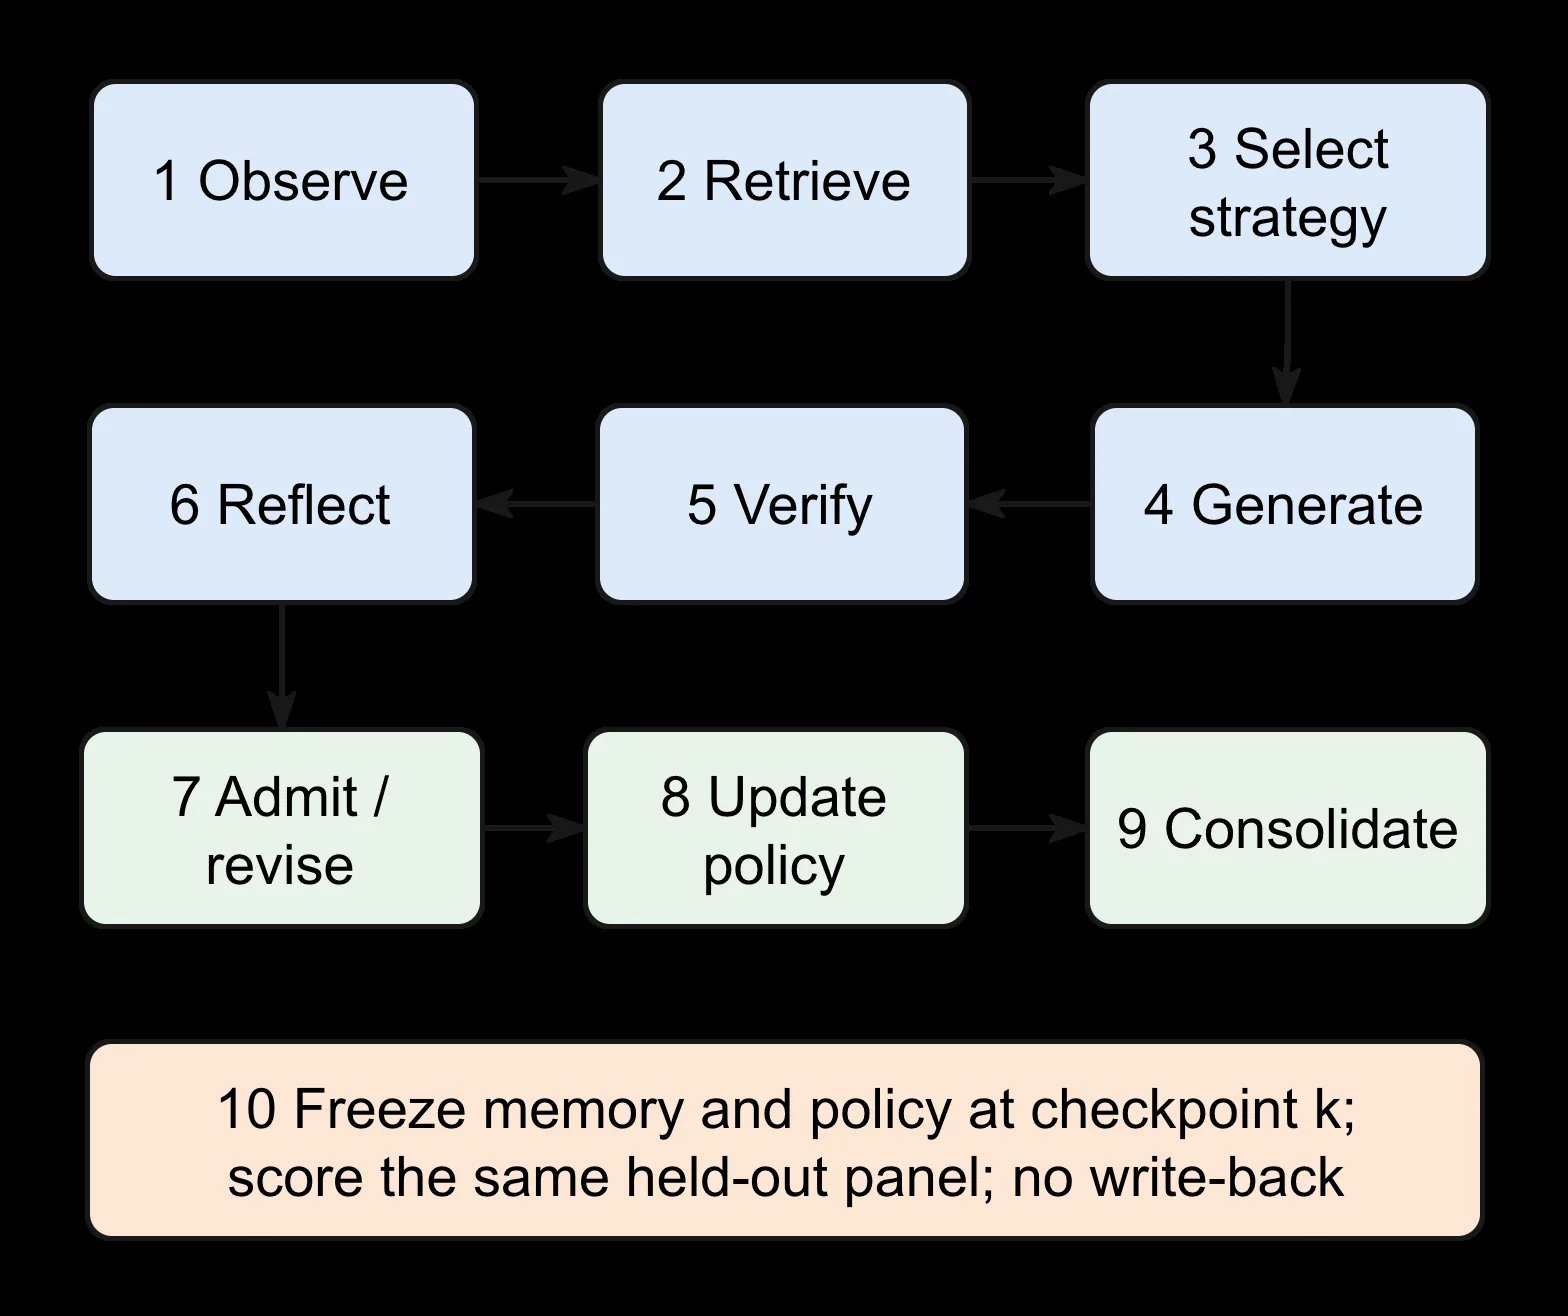 1 Observe
2 Retrieve
3 Select
strategy
4 Generate
5 Verify
6 Reflect
7 Admit /
revise
8 Update
policy
9 Consolidate
10 Freeze memory and policy at checkpoint k;
score the same held-out panel; no write-back